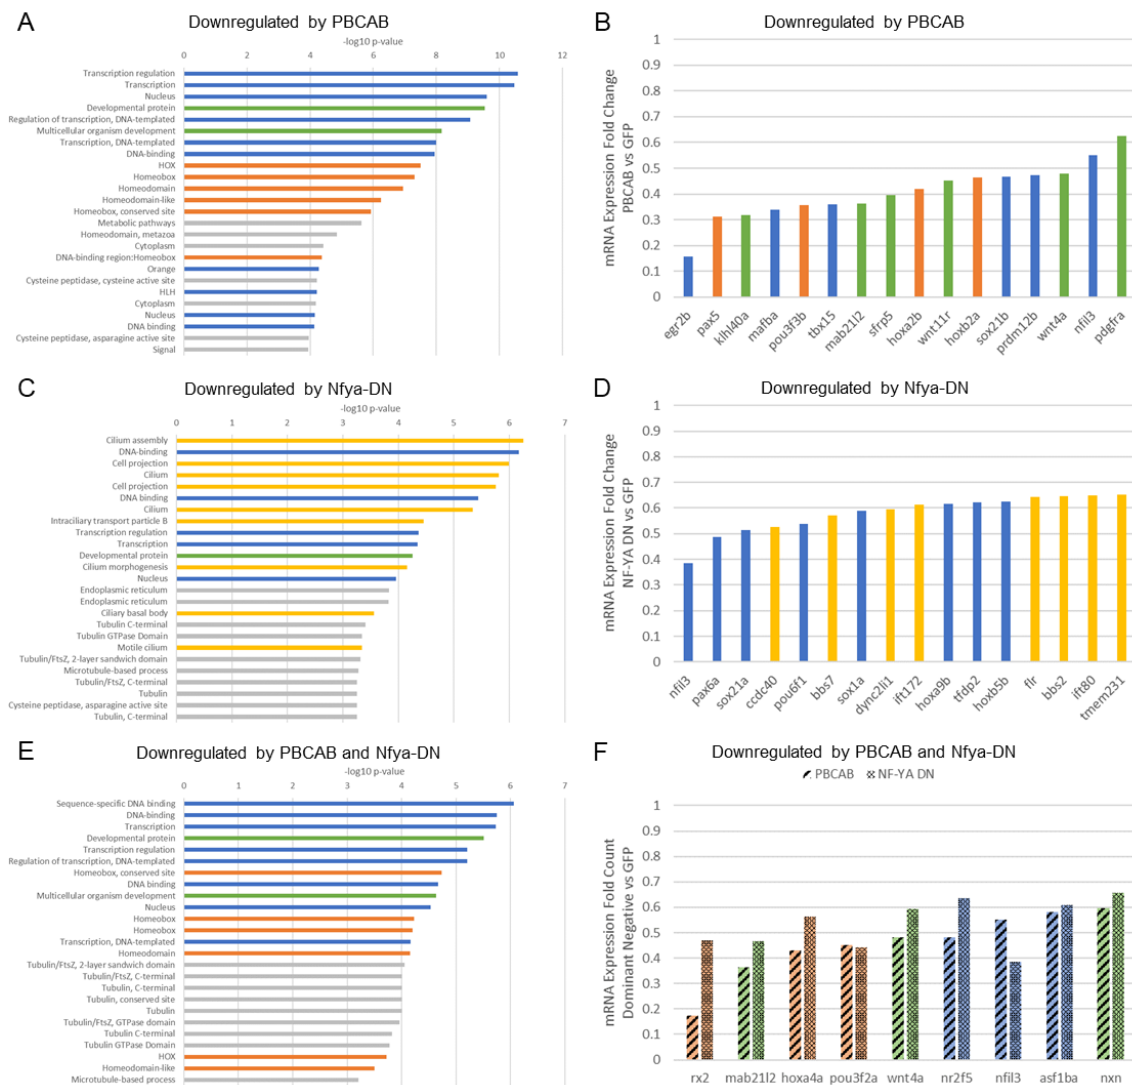 A
Downregulated by PBCAB
-log10 p-value
0 2 4 6 8 10 12
Transcription regulation
Transcription
Nucleus
Developmental protein
Regulation of transcription, DNA-templated
Multicellular organism development
Transcription, DNA-templated
DNA-binding
HOX
Homeobox
Homeodomain
Homeodomain-like
Homeobox, conserved site
Metabolic pathways
Homeodomain, metazoa
Cytoplasm
DNA-binding region:Homeobox
Orange
Cysteine peptidase, cysteine active site
HLH
Cytoplasm
Nucleus
DNA binding
Cysteine peptidase, asparagine active site
Signal
B
Downregulated by PBCAB
mRNA Expression Fold Change
PBCAB vs GFP
1
0.9
0.8
0.7
0.6
0.5
0.4
0.3
0.2
0.1
0
egr2b pax5 klhl40a mafba pou3f3b tbx15 mab21l2 sfrp5 hoxa2b wnt11r hoxb2a sox21b prdm12b wnt4a nfil3 pdgfra
C
Downregulated by Nfya-DN
-log10 p-value
0 1 2 3 4 5 6 7
Cilium assembly
DNA-binding
Cell projection
Cilium
Cell projection
DNA binding
Cilium
Intraciliary transport particle B
Transcription regulation
Transcription
Developmental protein
Cilium morphogenesis
Nucleus
Endoplasmic reticulum
Endoplasmic reticulum
Ciliary basal body
Tubulin C-terminal
Tubulin GTPase Domain
Motile cilium
Tubulin/FtsZ, 2-layer sandwich domain
Microtubule-based process
Tubulin/FtsZ, C-terminal
Tubulin
Cysteine peptidase, asparagine active site
Tubulin, C-terminal
D
Downregulated by Nfya-DN
mRNA Expression Fold Change
NF-YA DN vs GFP
1
0.9
0.8
0.7
0.6
0.5
0.4
0.3
0.2
0.1
0
nfil3 pax6a sox21a ccdc40 pou6f1 bbs7 sox1a dync2li1 ift172 hoxa9b tfdp2 hoxb5b flr bbs2 ift80 tmem231
E
Downregulated by PBCAB and Nfya-DN
-log10 p-value
0 1 2 3 4 5 6 7
Sequence-specific DNA binding
DNA-binding
Transcription
Developmental protein
Transcription regulation
Regulation of transcription, DNA-templated
Homeobox, conserved site
DNA binding
Multicellular organism development
Nucleus
Homeobox
Homeobox
Transcription, DNA-templated
Homeodomain
Tubulin/FtsZ, 2-layer sandwich domain
Tubulin/FtsZ, C-terminal
Tubulin, C-terminal
Tubulin, conserved site
Tubulin
Tubulin/FtsZ, GTPase domain
Tubulin C-terminal
Tubulin GTPase Domain
HOX
Homeodomain-like
Microtubule-based process
F
Downregulated by PBCAB and Nfya-DN
PBCAB NF-YA DN
mRNA Expression Fold Count
Dominant Negative vs GFP
1
0.9
0.8
0.7
0.6
0.5
0.4
0.3
0.2
0.1
0
rx2 mab21l2 hoxa4a pou3f2a wnt4a nr2f5 nfil3 asf1ba nxn